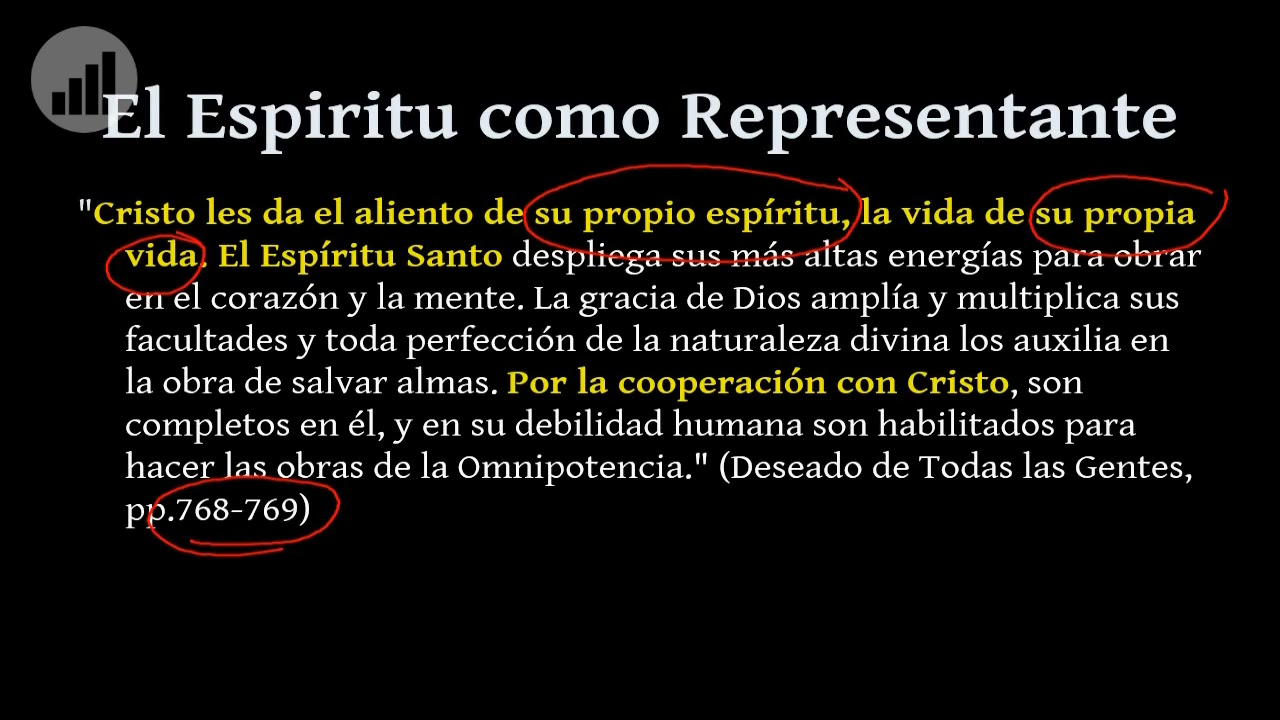 El Espiritu como Representante
"Cristo les da el aliento de su propio espíritu, la vida de su propia
vida. El Espíritu Santo despliega sus más altas energías para obrar
en el corazón y la mente. La gracia de Dios amplía y multiplica sus
facultades y toda perfección de la naturaleza divina los auxilia en
la obra de salvar almas. Por la cooperación con Cristo, son
completos en él, y en su debilidad humana son habilitados para
hacer las obras de la Omnipotencia." (Deseado de Todas las Gentes,
pp.768-769)